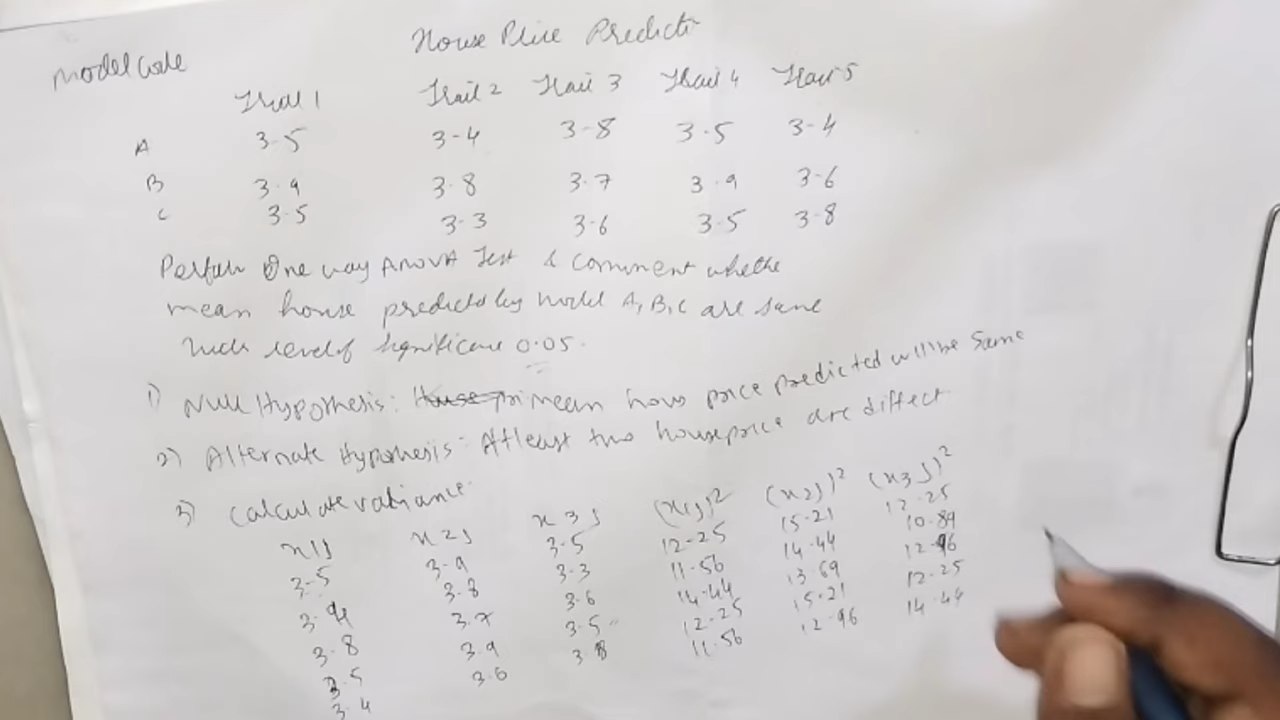 House Price Predicti
Model Code
Trail 1 Trail 2 Trail 3 Trail 4 Trail 5
A 3.5 3.4 3.8 3.5 3.4
B 3.9 3.8 3.7 3.9 3.6
C 3.5 3.3 3.6 3.5 3.8
Perform One way ANOVA Test & Comment whethe
mean house predicted by model A, B, C are same
level of significance 0.05.
1) Null Hypothesis: mean hous price predicted will be same
2) Alternate Hypothesis: Atleast two house price are diffect.
3) Calculate variance
x1j x2j x3j (x1j)² (x2j)² (x3j)²
3.5 3.9 3.5 12.25 15.21 12.25
3.4 3.8 3.3 11.56 14.44 10.89
3.8 3.7 3.6 14.44 13.69 12.96
3.5 3.9 3.5 12.25 15.21 12.25
3.4 3.6 3.8 11.56 12.96 14.44